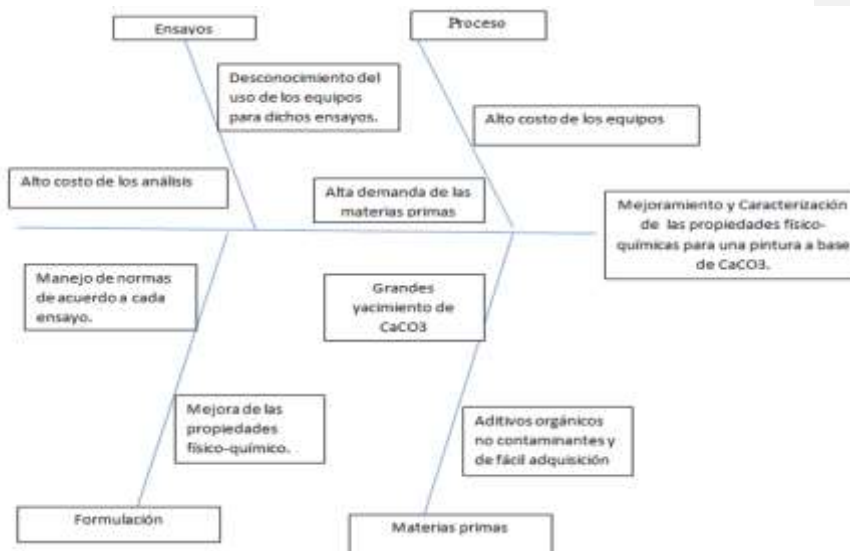 Ensayos
Proceso
Desconocimiento del
uso de los equipos
para dichos ensayos.
Alto costo de los equipos
Alto costo de los análisis
Alta demanda de las
materias primas
Mejoramiento y Caracterización
de las propiedades físico-
químicas para una pintura a base
de CaCO3.
Manejo de normas
de acuerdo a cada
ensayo.
Grandes
yacimiento de
CaCO3
Mejora de las
propiedades
físico-químico.
Aditivos orgánicos
no contaminantes y
de fácil adquisición
Formulación
Materias primas